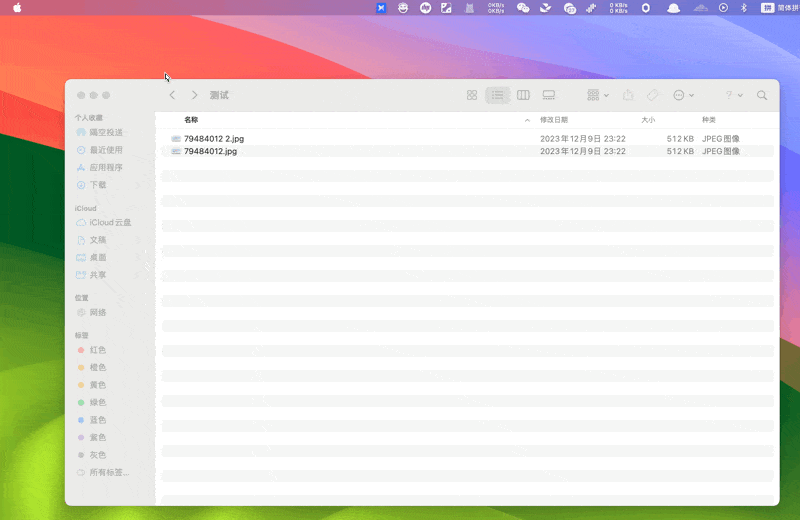 0 KB/s
0 KB/s
0 KB/s
0 KB/s
拼 简体拼
测试
个人收藏
隔空投送
最近使用
应用程序
下载
iCloud
iCloud 云盘
文稿
桌面
共享
位置
网络
标签
红色
橙色
黄色
绿色
蓝色
紫色
灰色
所有标签...
名称 修改日期 大小 种类
79484012 2.jpg 2023年12月9日 23:22 512 KB JPEG图像
79484012.jpg 2023年12月9日 23:22 512 KB JPEG图像